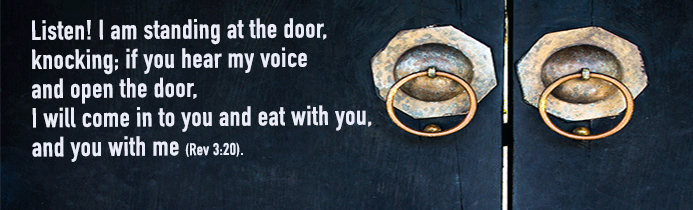 Listen! I am standing at the door,
knocking; if you hear my voice
and open the door,
I will come in to you and eat with you,
and you with me (Rev 3:20).